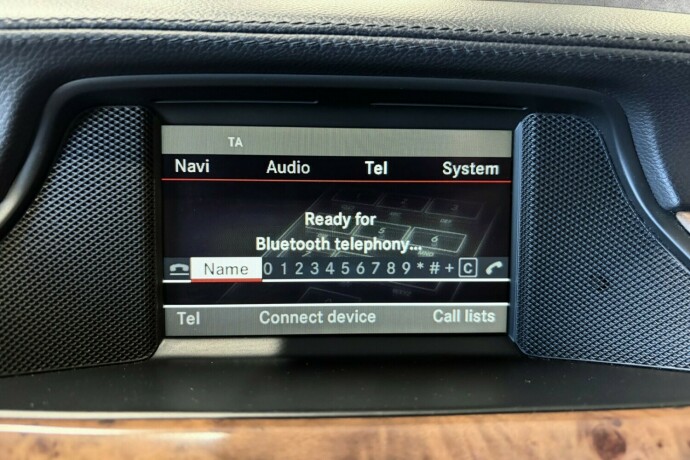 TA
Navi Audio Tel System
Ready for
Bluetooth telephony...
Name 0 1 2 3 4 5 6 7 8 9 * # + C
Tel Connect device Call lists